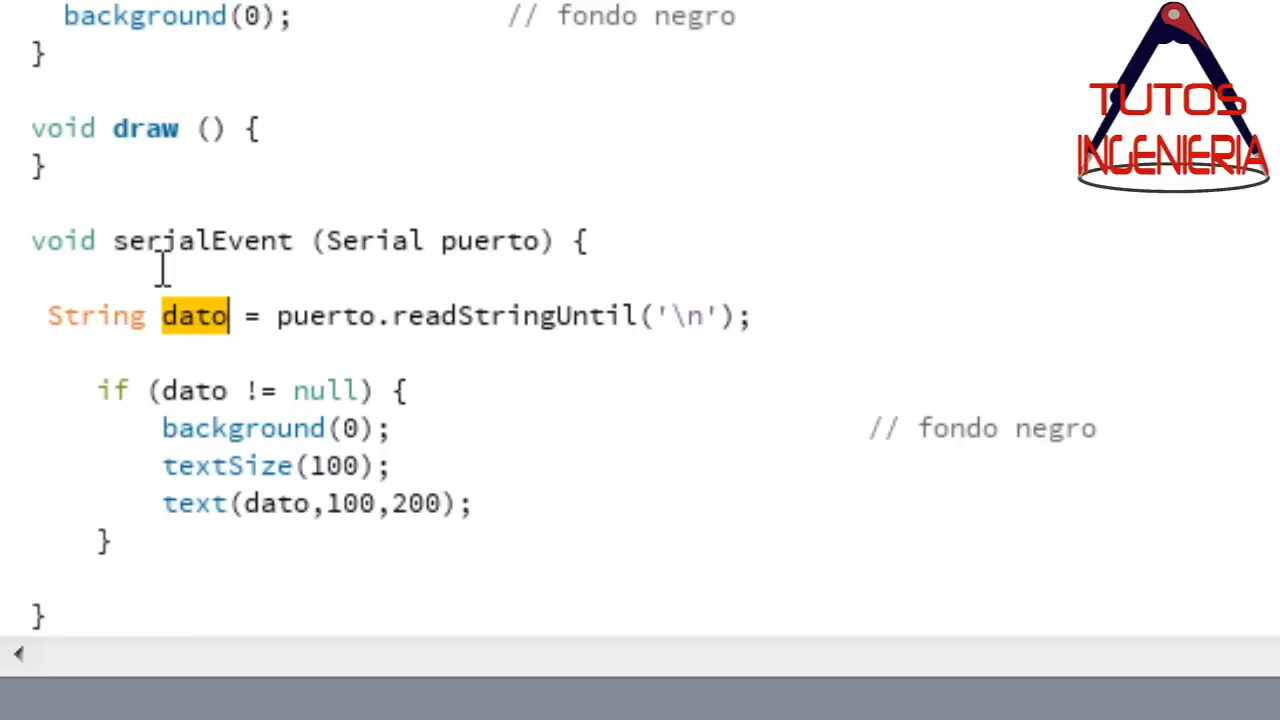 background(0);                // fondo negro
}
void draw () {
}
void serialEvent (Serial puerto) {
String dato = puerto.readStringUntil('\n');
if (dato != null) {
background(0);                // fondo negro
textSize(100);
text(dato,100,200);
}
}
TUTOS
INGENIERIA